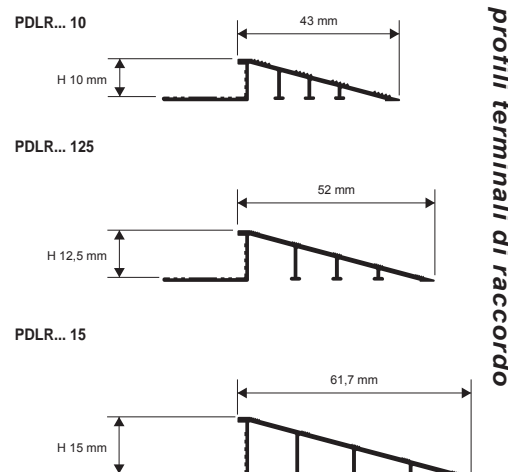 PDLR... 10
43 mm
H 10 mm
PDLR... 125
52 mm
H 12,5 mm
PDLR... 15
61,7 mm
H 15 mm
profili terminali di raccordo